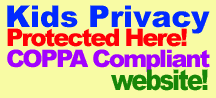 Kids Privacy
Protected Here!
COPPA Compliant
website!